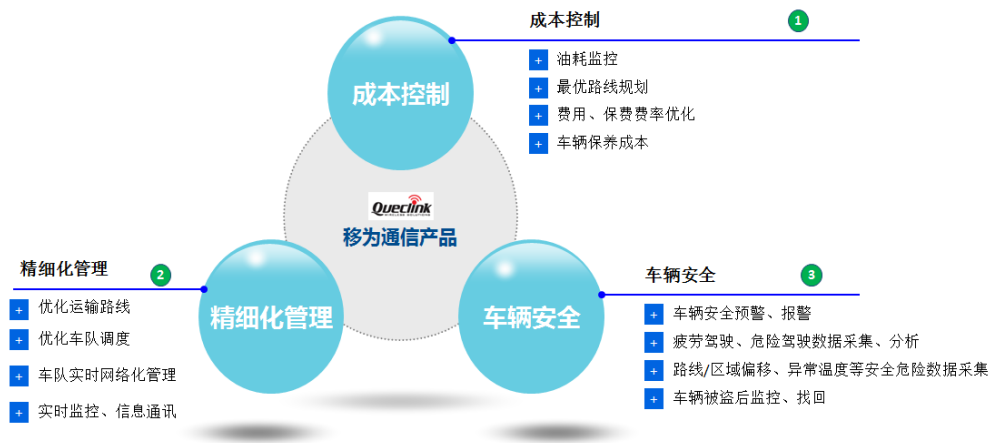 成本控制
1
油耗监控
最优路线规划
费用、保费费率优化
车辆保养成本
成本控制
Queclink
WIRELESS SOLUTIONS
移为通信产品
精细化管理
2
优化运输路线
优化车队调度
车队实时网络化管理
实时监控、信息通讯
精细化管理
车辆安全
车辆安全
3
车辆安全预警、报警
疲劳驾驶、危险驾驶数据采集、分析
路线/区域偏移、异常温度等安全危险数据采集
车辆被盗后监控、找回